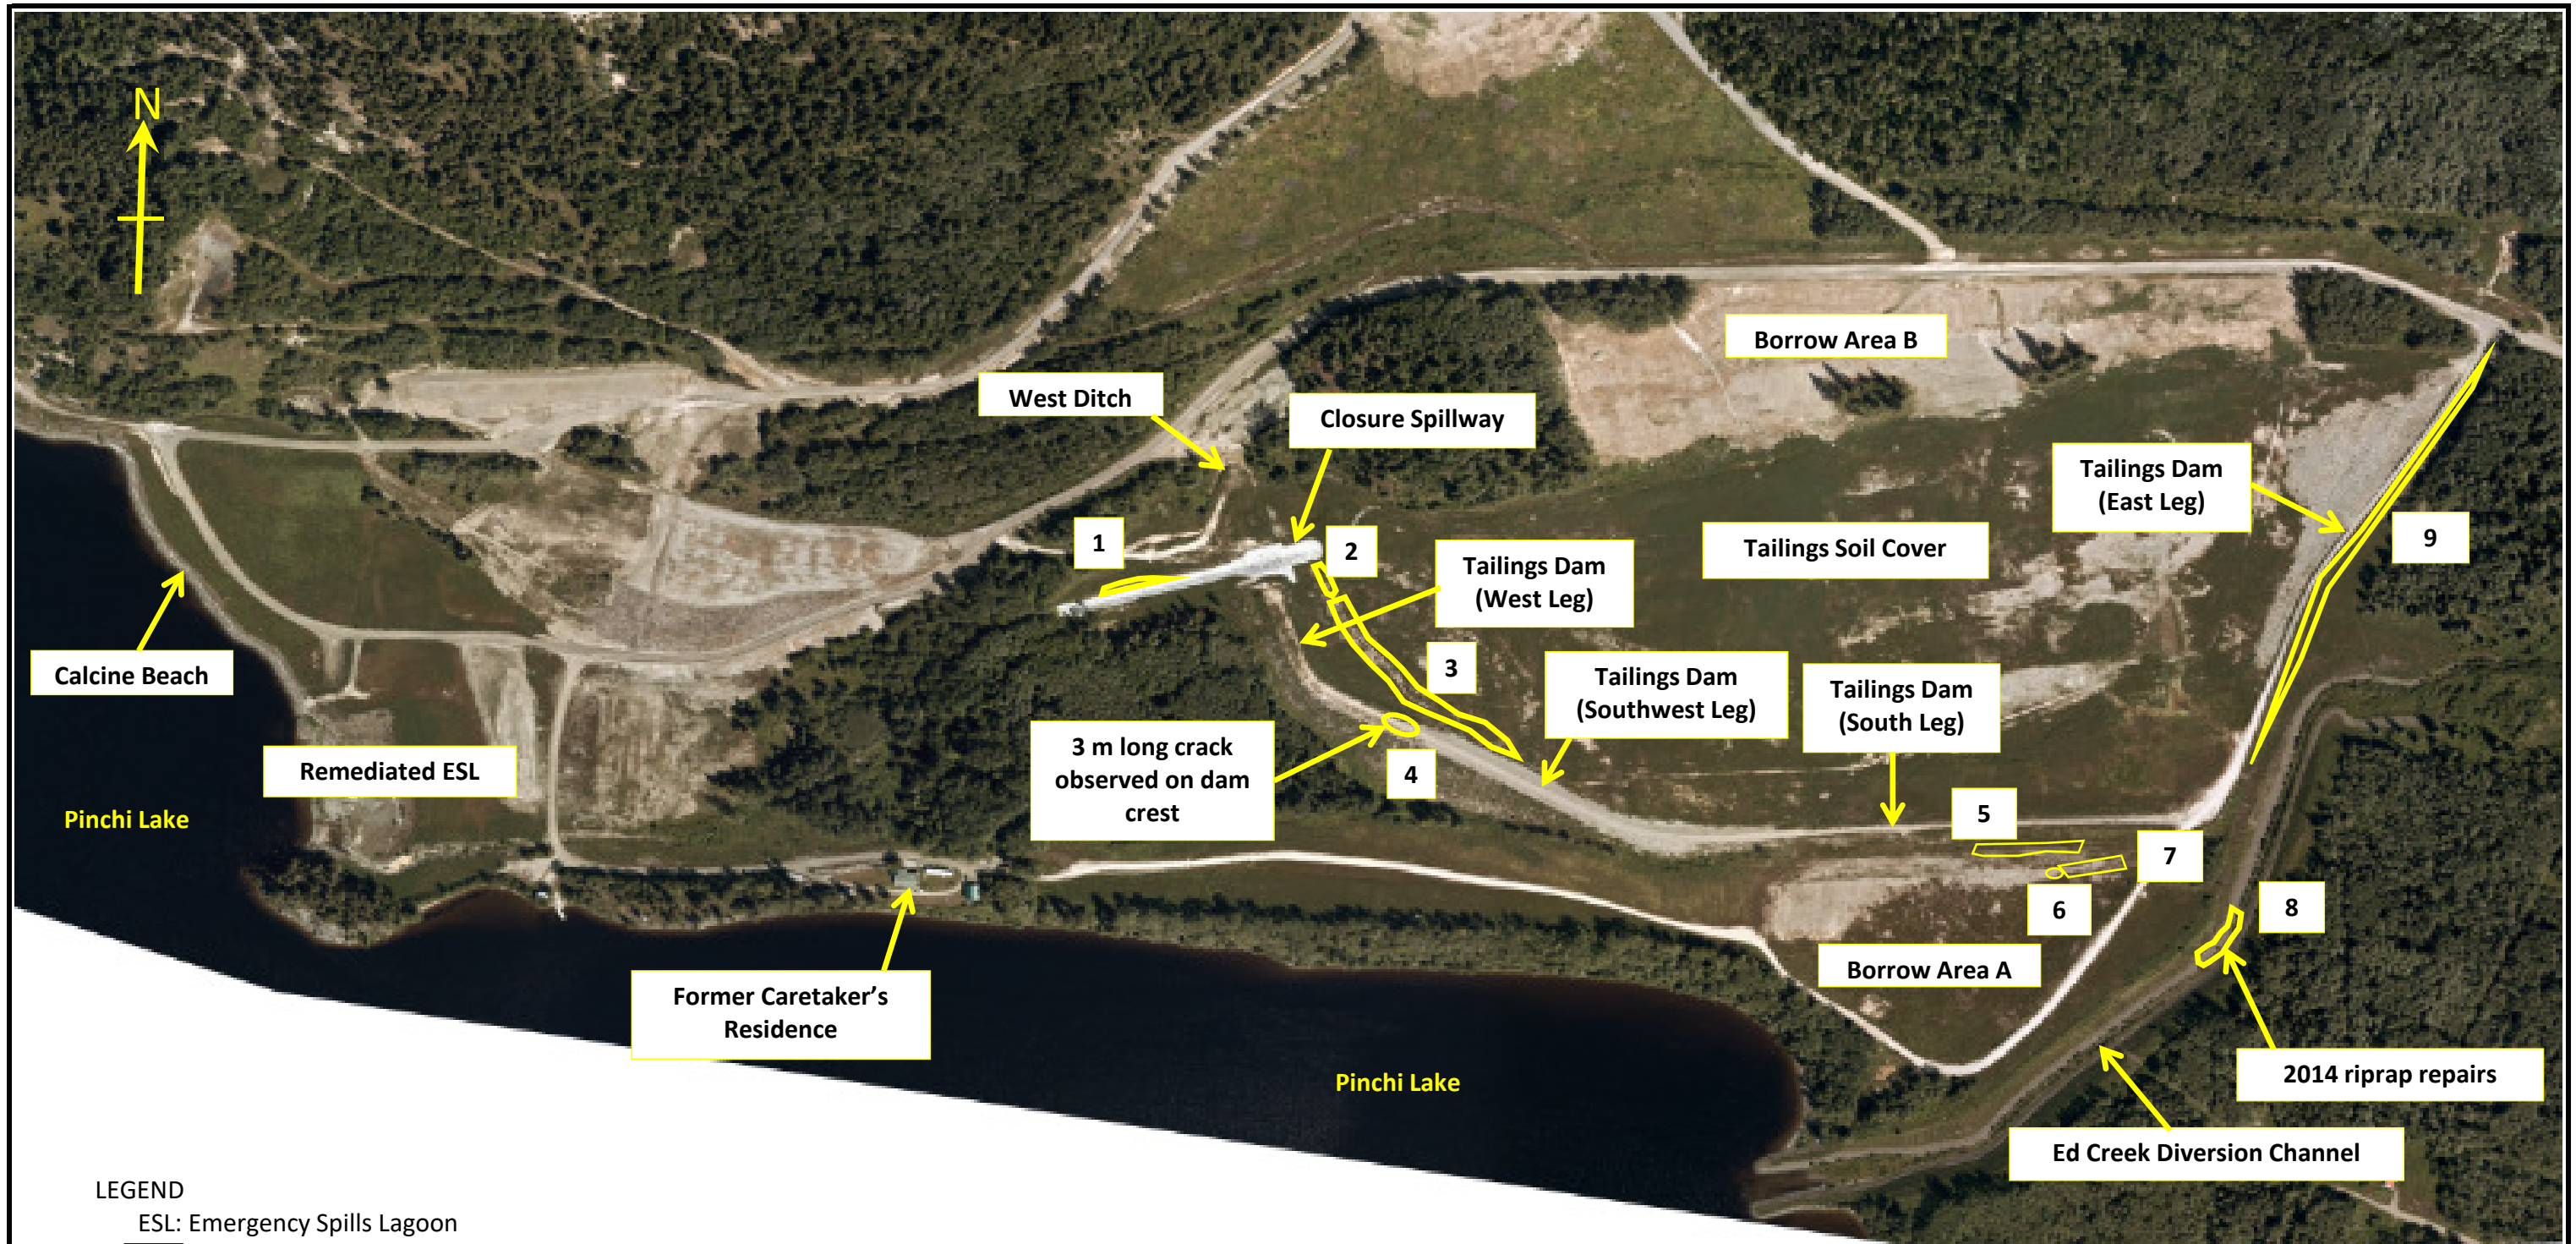 N
Borrow Area B
West Ditch
Closure Spillway
Tailings Dam
(East Leg)
1
2
9
Tailings Soil Cover
Tailings Dam
(West Leg)
Calcine Beach
3
Tailings Dam
(Southwest Leg)
Tailings Dam
(South Leg)
3 m long crack
observed on dam
crest
4
Remediated ESL
Pinchi Lake
5
7
6
8
Borrow Area A
Former Caretaker’s
Residence
2014 riprap repairs
Pinchi Lake
Ed Creek Diversion Channel
LEGEND
ESL: Emergency Spills Lagoon